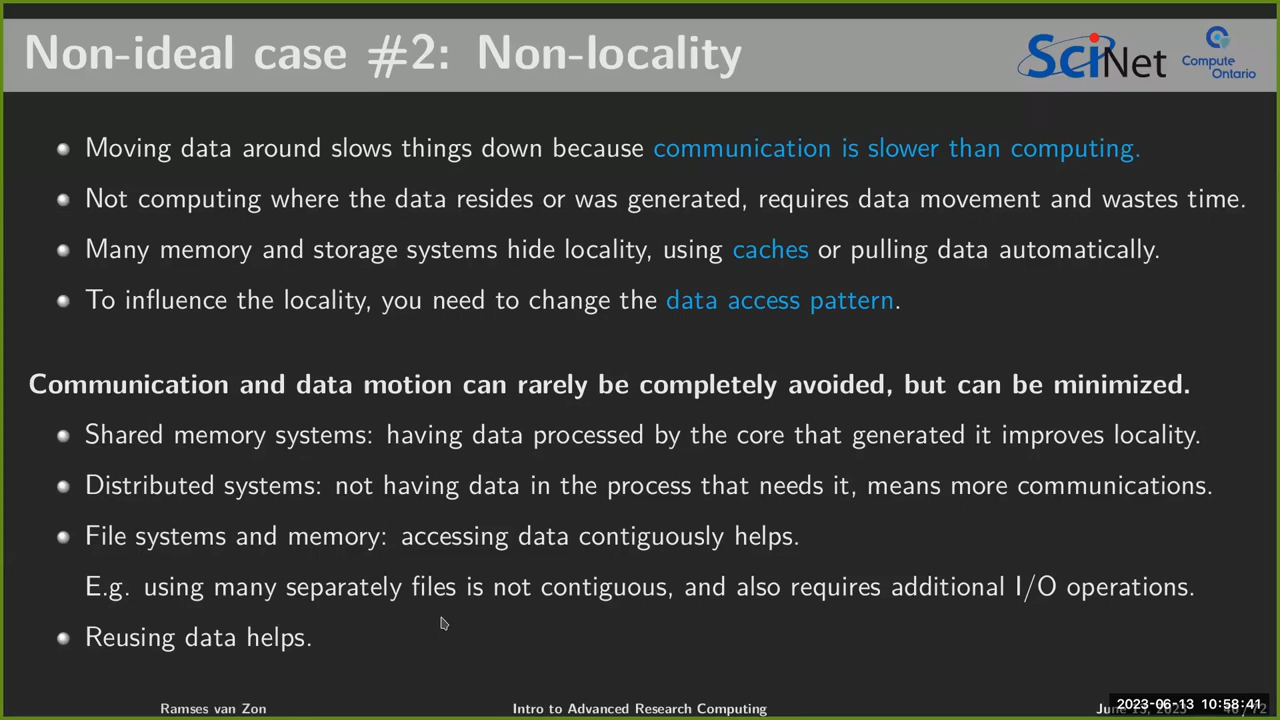 Non-ideal case #2: Non-locality
SciNet
Compute
Ontario
Moving data around slows things down because communication is slower than computing.
Not computing where the data resides or was generated, requires data movement and wastes time.
Many memory and storage systems hide locality, using caches or pulling data automatically.
To influence the locality, you need to change the data access pattern.
Communication and data motion can rarely be completely avoided, but can be minimized.
Shared memory systems: having data processed by the core that generated it improves locality.
Distributed systems: not having data in the process that needs it, means more communications.
File systems and memory: accessing data contiguously helps.
E.g. using many separately files is not contiguous, and also requires additional I/O operations.
Reusing data helps.
Ramses van Zon
Intro to Advanced Research Computing
2023-06-13 10:58:41